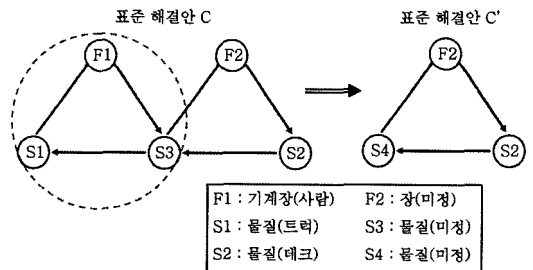 표준 해결안 C
표준 해결안 C'
F1
F2
F2
S1
S3
S2
S4
S2
F1 : 기계장(사람) F2 : 장(미정)
S1 : 물질(트럭) S3 : 물질(미정)
S2 : 물질(데크) S4 : 물질(미정)